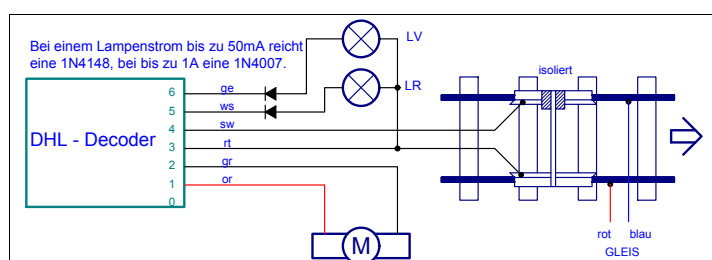 Bei einem Lampenstrom bis zu 50mA reicht
eine 1N4148, bei bis zu 1A eine 1N4007.
LV
LR
isoliert
DHL - Decoder
6 ge
5 ws
4 sw
3 rt
2 gr
1 or
0
M
rot blau
GLEIS